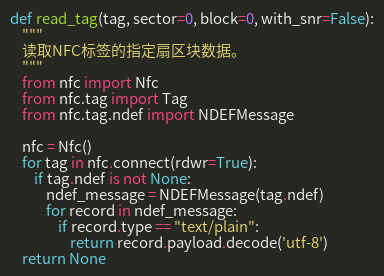 def read_tag(tag, sector=0, block=0, with_snr=False):
    """
    读取NFC标签的指定扇区块数据。
    """
    from nfc import Nfc
    from nfc.tag import Tag
    from nfc.tag.ndef import NDEFMessage

    nfc = Nfc()
    for tag in nfc.connect(rdwr=True):
        if tag.ndef is not None:
            ndef_message = NDEFMessage(tag.ndef)
            for record in ndef_message:
                if record.type == "text/plain":
                    return record.payload.decode('utf-8')
    return None